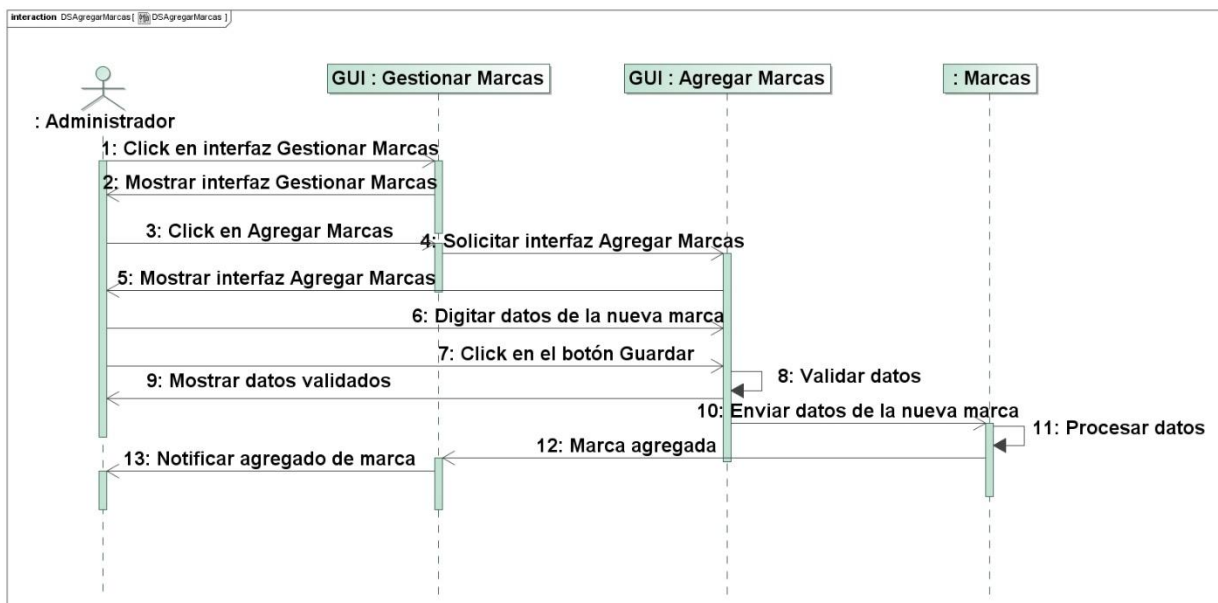 interaction DSAgregarMarcas [ DSAgregarMarcas ]
GUI : Gestionar Marcas
GUI : Agregar Marcas
: Marcas
: Administrador
1: Click en interfaz Gestionar Marcas
2: Mostrar interfaz Gestionar Marcas
3: Click en Agregar Marcas
4: Solicitar interfaz Agregar Marcas
5: Mostrar interfaz Agregar Marcas
6: Digitar datos de la nueva marca
7: Click en el botón Guardar
8: Validar datos
9: Mostrar datos validados
10: Enviar datos de la nueva marca
11: Procesar datos
12: Marca agregada
13: Notificar agregado de marca